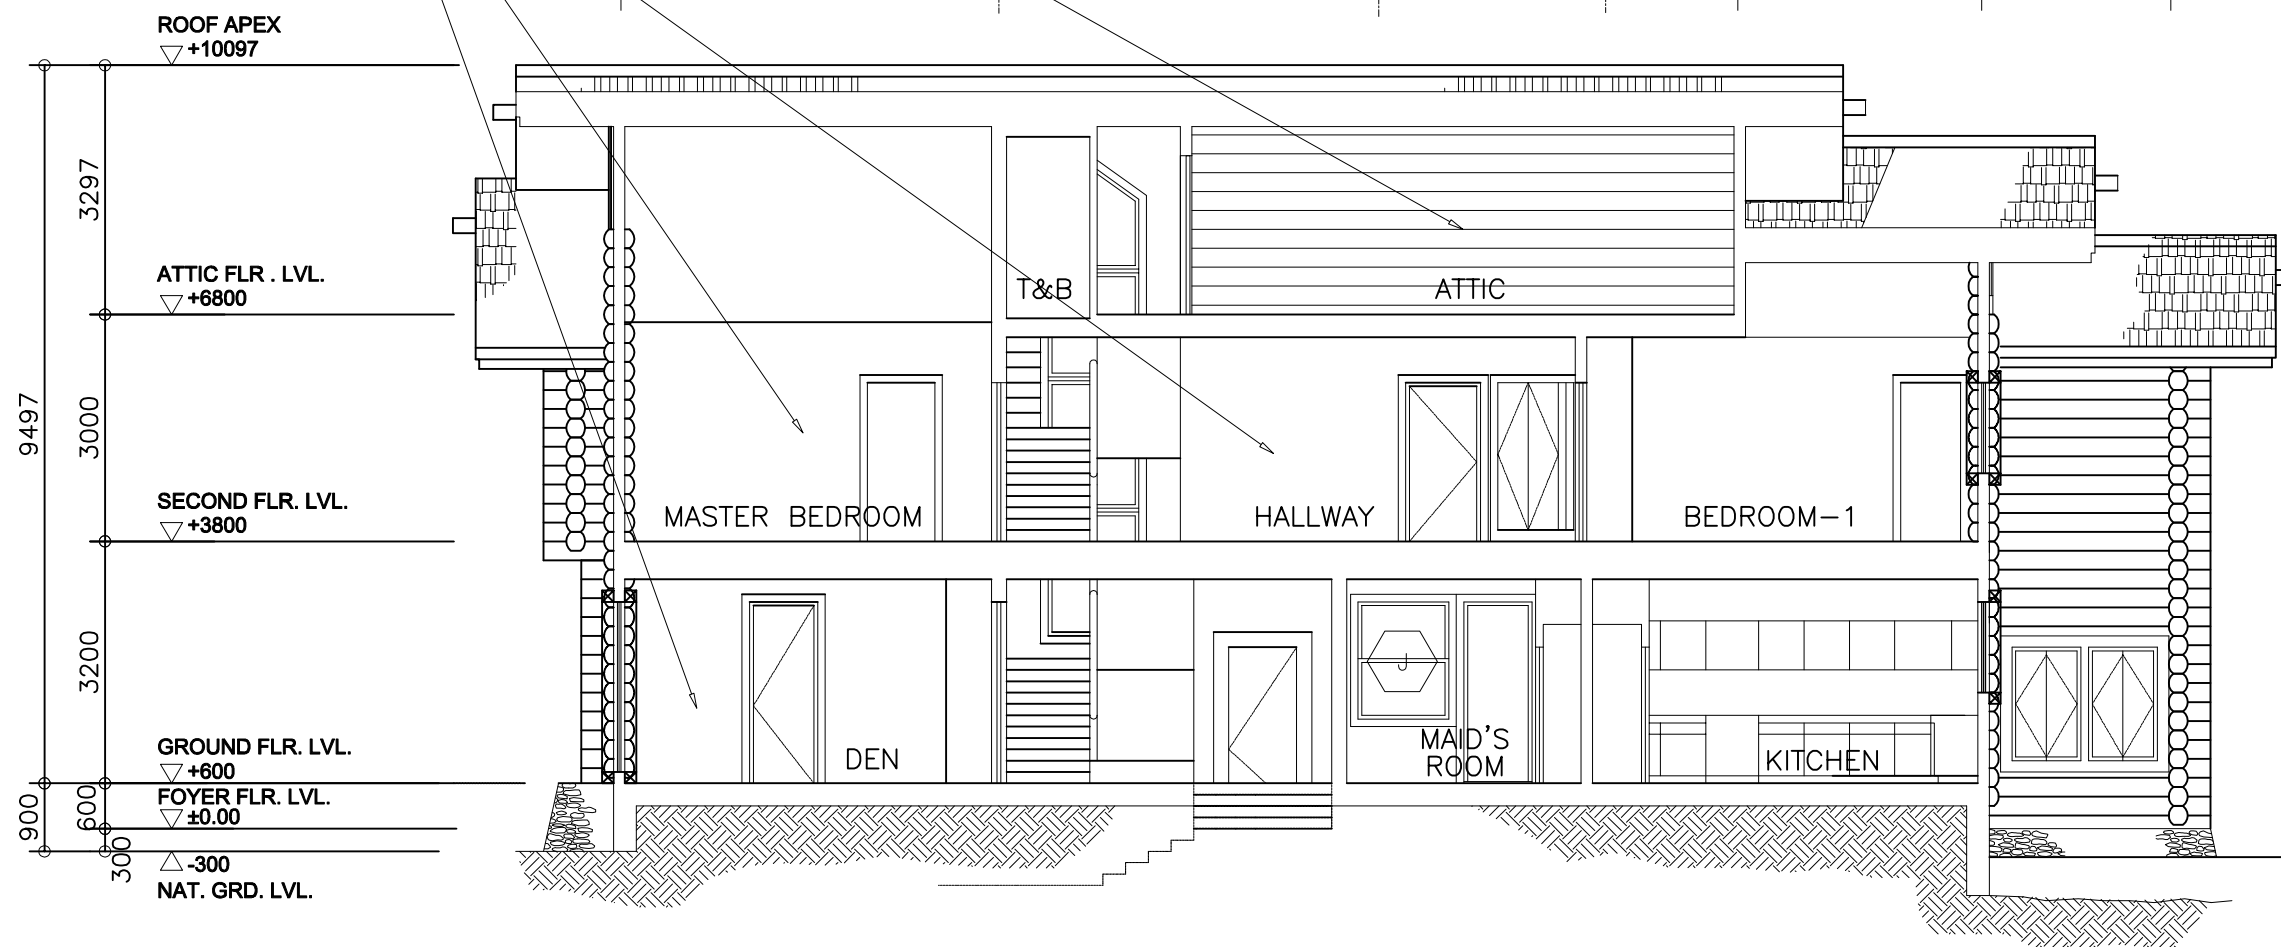 ROOF APEX
+10097
3297
ATTIC FLR . LVL.
+6800
T&B
ATTIC
9497
3000
SECOND FLR. LVL.
+3800
MASTER BEDROOM
HALLWAY
BEDROOM-1
3200
GROUND FLR. LVL.
+600
DEN
MAID'S
ROOM
KITCHEN
900
600
FOYER FLR. LVL.
±0.00
300
-300
NAT. GRD. LVL.